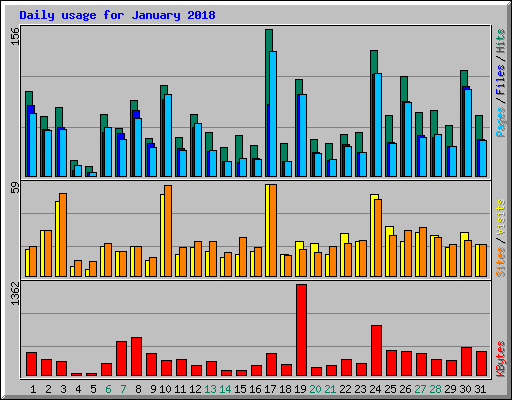 Daily usage for January 2018
156
Pages / Files / Hits
59
Sites / Visits
1362
KBytes
1 2 3 4 5 6 7 8 9 10 11 12 13 14 15 16 17 18 19 20 21 22 23 24 25 26 27 28 29 30 31